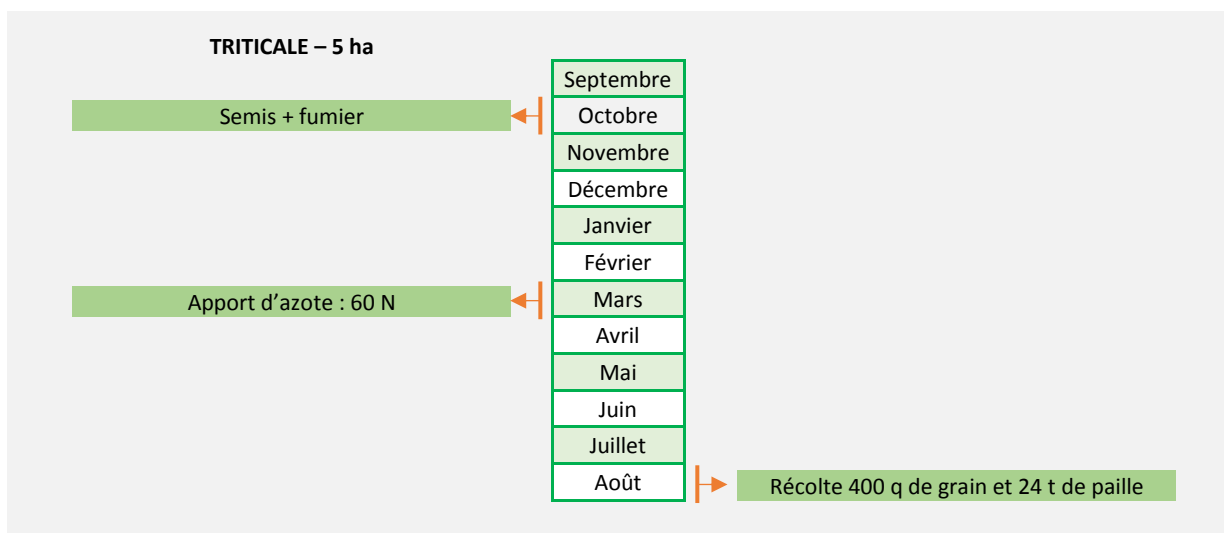 TRITICALE – 5 ha
Septembre
Semis + fumier
Octobre
Novembre
Décembre
Janvier
Février
Apport d’azote : 60 N
Mars
Avril
Mai
Juin
Juillet
Août
Récolte 400 q de grain et 24 t de paille